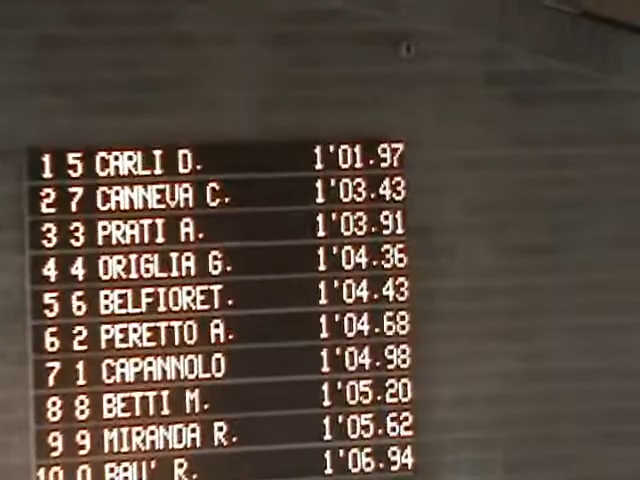 1 5 CARLI D. 1'01.97
2 7 CANNEVA C. 1'03.43
3 3 PRATI A. 1'03.91
4 4 ORIGLIA G. 1'04.36
5 6 BELFIORET. 1'04.43
6 2 PERETTO A. 1'04.68
7 1 CAPANNOLO 1'04.98
8 8 BETTI M. 1'05.20
9 9 MIRANDA R. 1'05.62
10 0 RAU' R. 1'06.94